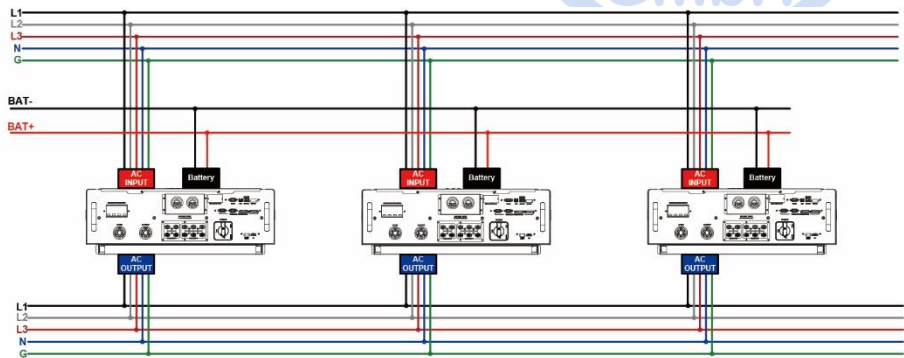 L1
L2
L3
N
G
BAT-
BAT+
AC
INPUT
Battery
AC
INPUT
Battery
AC
INPUT
Battery
AC
OUTPUT
AC
OUTPUT
AC
OUTPUT
L1
L2
L3
N
G